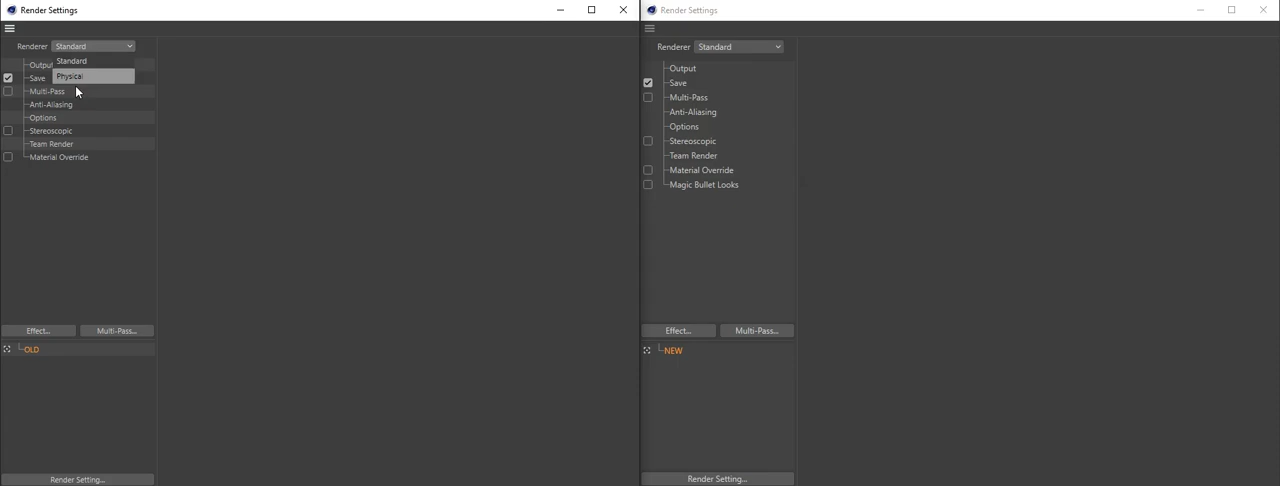 Render Settings
Renderer Standard
Standard
Physical
Output
Save
Multi-Pass
Anti-Aliasing
Options
Stereoscopic
Team Render
Material Override
Effect... Multi-Pass...
OLD
Render Setting...
Render Settings
Renderer Standard
Output
Save
Multi-Pass
Anti-Aliasing
Options
Stereoscopic
Team Render
Material Override
Magic Bullet Looks
Effect... Multi-Pass...
NEW
Render Setting...